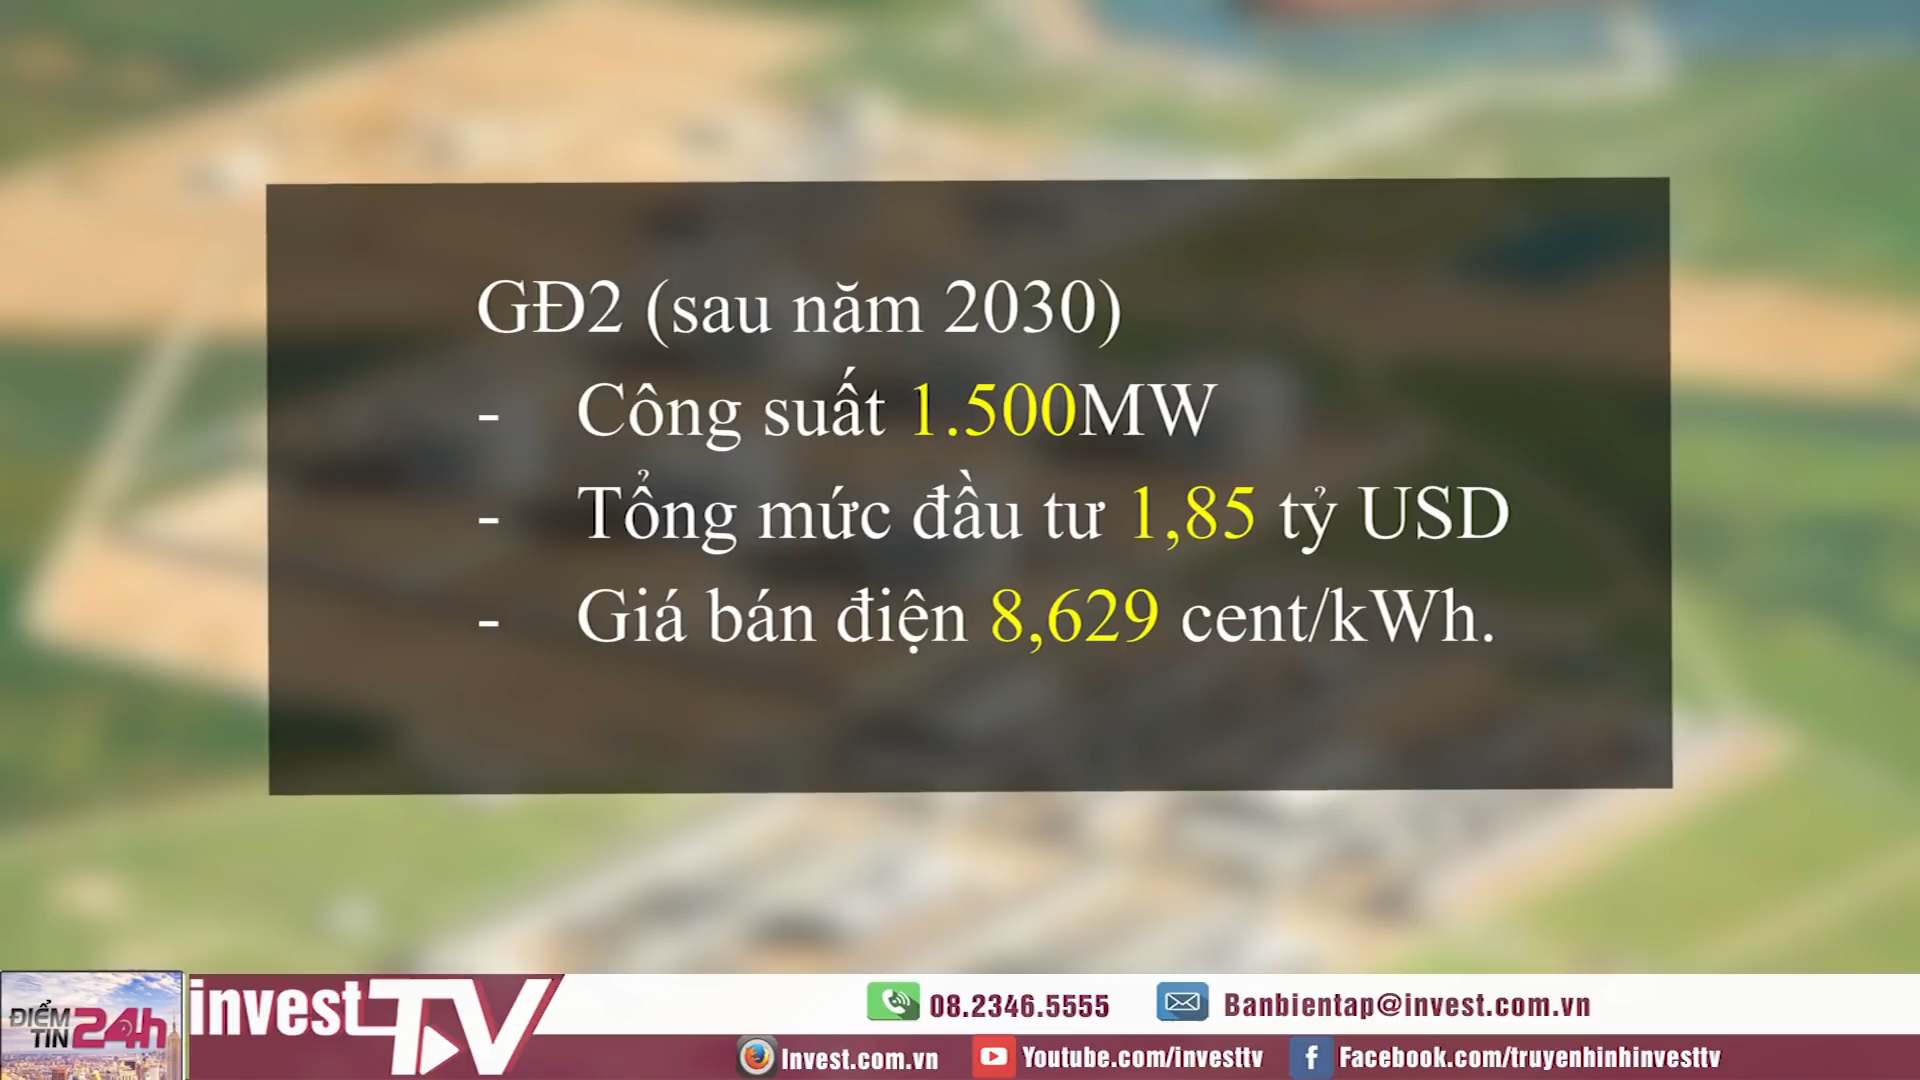 GĐ2 (sau năm 2030)
- Công suất 1.500MW
- Tổng mức đầu tư 1,85 tỷ USD
- Giá bán điện 8,629 cent/kWh.
ĐIỂM TIN 24h
investTV
08.2346.5555
Banbientap@invest.com.vn
Invest.com.vn
Youtube.com/investtv
Facebook.com/truyenhinhinvesttv